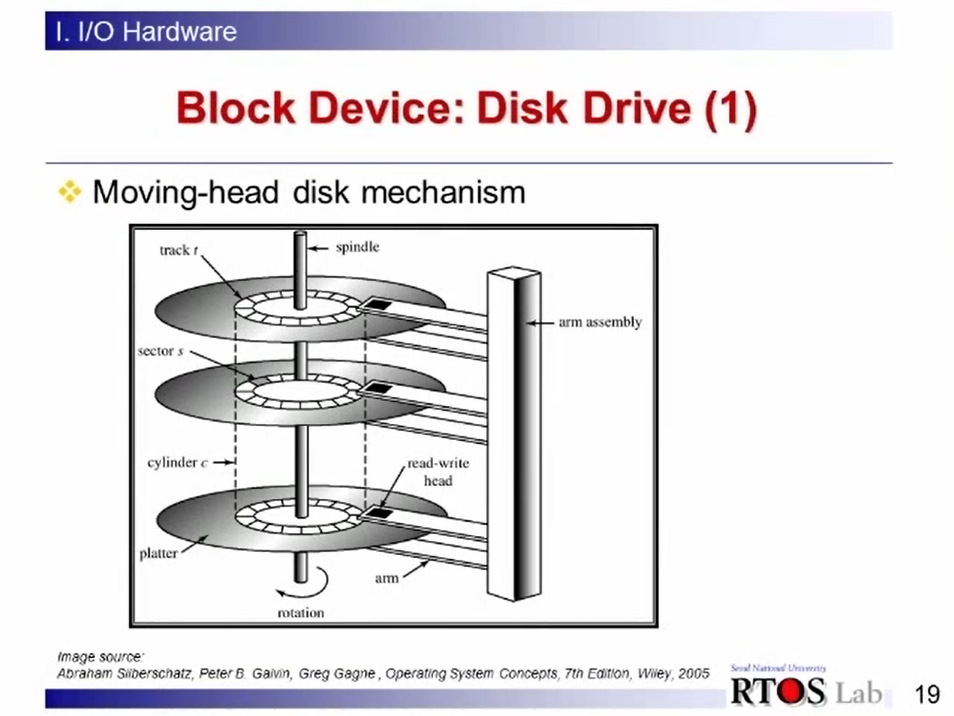 I. I/O Hardware
Block Device: Disk Drive (1)
Moving-head disk mechanism
track t
spindle
arm assembly
sector s
cylinder c
read-write
head
platter
arm
rotation
Image source:
Abraham Silberschatz, Peter B. Galvin, Greg Gagne , Operating System Concepts, 7th Edition, Wiley, 2005
Seoul National University
RTOS Lab
19